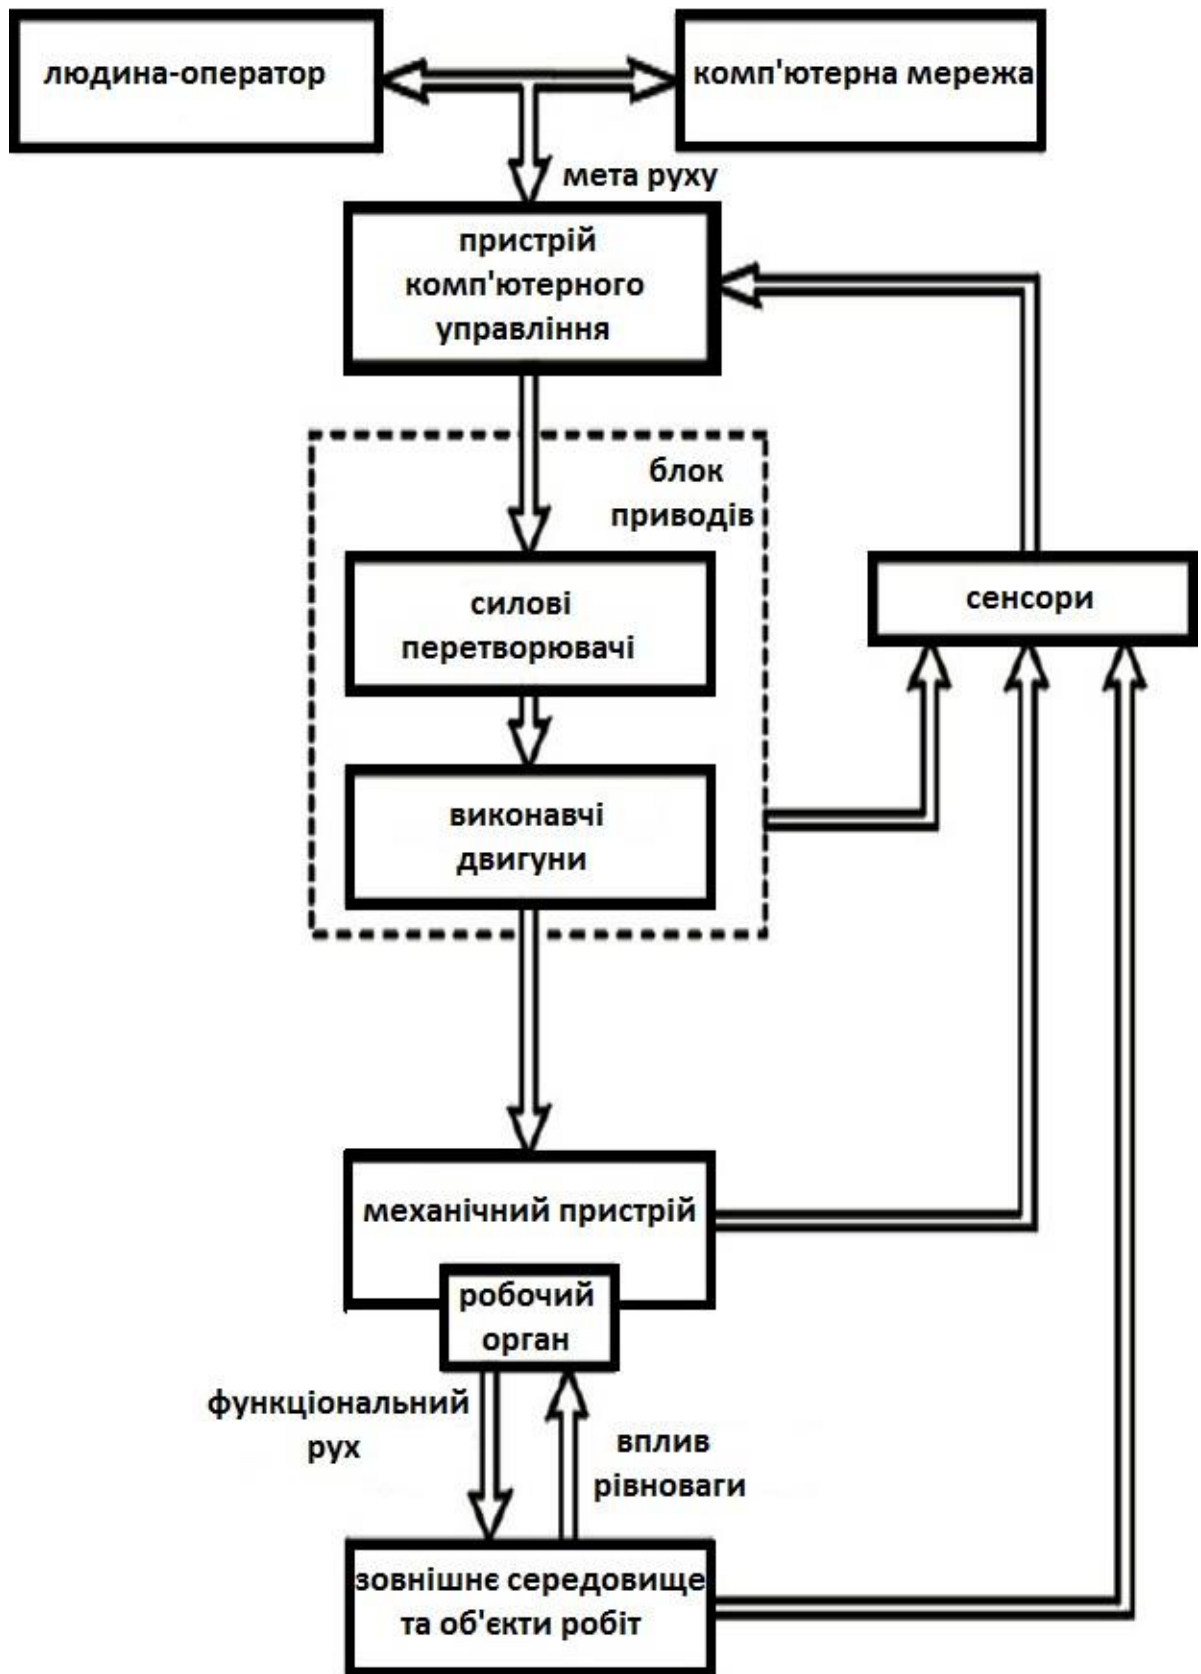 людина-оператор
комп'ютерна мережа
мета руху
пристрій
комп'ютерного
управління
блок
приводів
силові
перетворювачі
сенсори
виконавчі
двигуни
механічний пристрій
робочий
орган
функціональний
рух
вплив
рівноваги
зовнішнє середовище
та об'єкти робіт